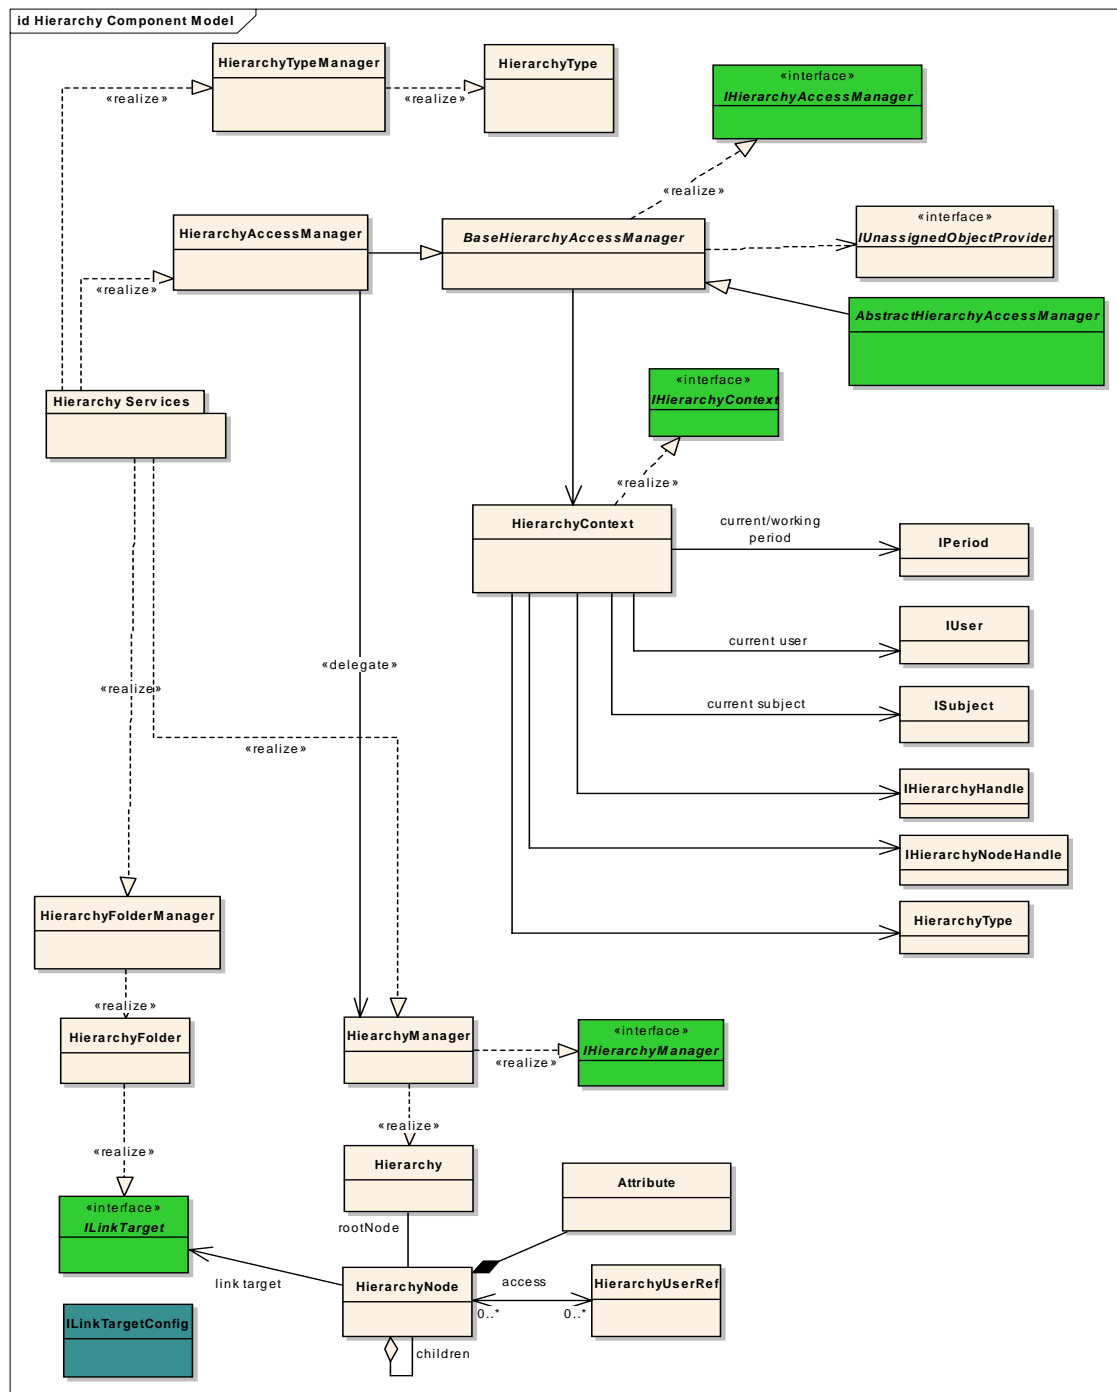 id Hierarchy Component Model
HierarchyTypeManager
HierarchyType
«interface»
IHierarchyAccessManager
«realize»
«realize»
«realize»
HierarchyAccessManager
BaseHierarchyAccessManager
«interface»
IUnassignedObjectProvider
«realize»
AbstractHierarchyAccessManager
«interface»
IHierarchyContext
Hierarchy Services
«realize»
HierarchyContext
current/working
period
IPeriod
IUser
current user
«delegate»
«realize»
current subject
ISubject
«realize»
IHierarchyHandle
IHierarchyNodeHandle
HierarchyType
HierarchyFolderManager
«realize»
HierarchyFolder
HiearchyManager
«interface»
IHierarchyManager
«realize»
«realize»
«realize»
Hierarchy
Attribute
«interface»
ILinkTarget
rootNode
link target
HierarchyNode
access
HierarchyUserRef
0..*
0..*
ILinkTargetConfig
children